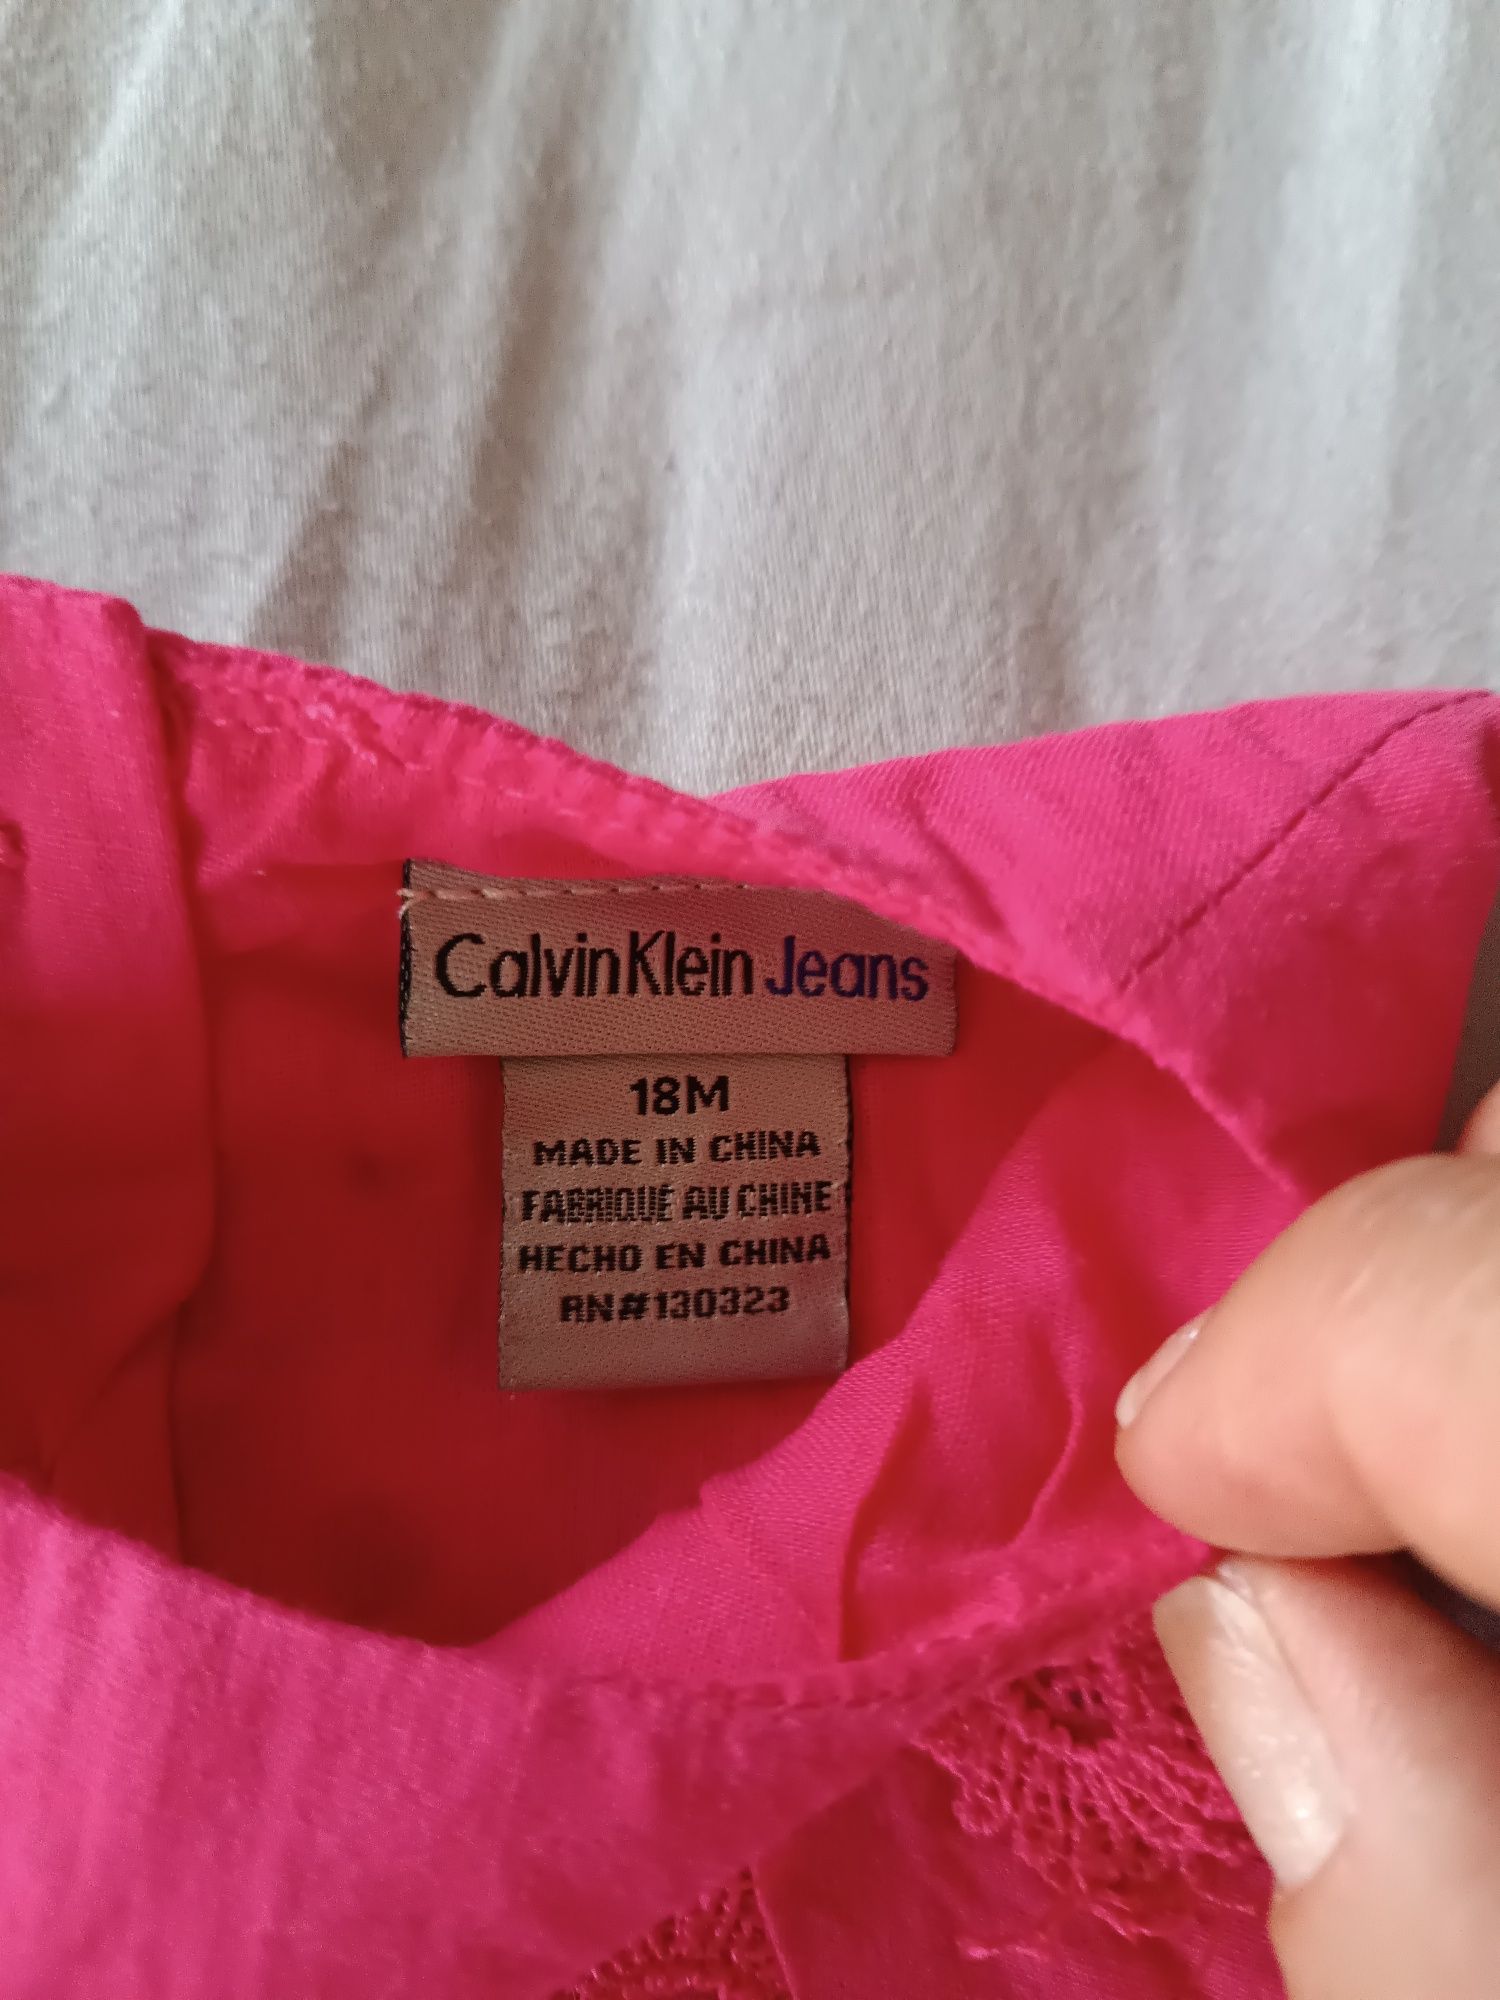 Calvin Klein Jeans
18M
MADE IN CHINA
FABRIQUÉ AU CHINE
HECHO EN CHINA
RN#130323